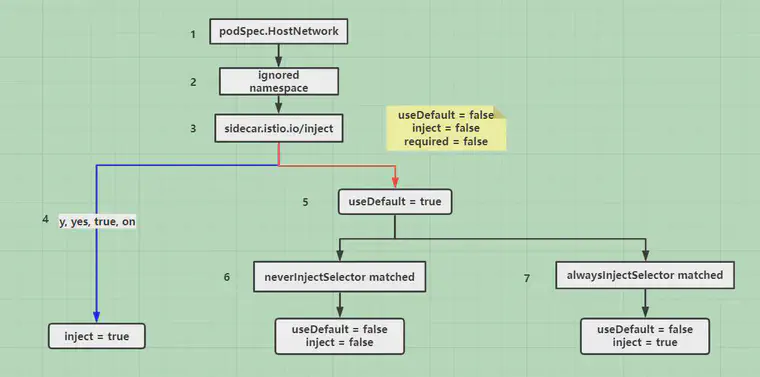 1
podSpec.HostNetwork
2
ignored
namespace
3
sidecar.istio.io/inject
useDefault = false
inject = false
required = false
4
y, yes, true, on
5
useDefault = true
6
neverInjectSelector matched
7
alwaysInjectSelector matched
inject = true
useDefault = false
inject = false
useDefault = false
inject = true